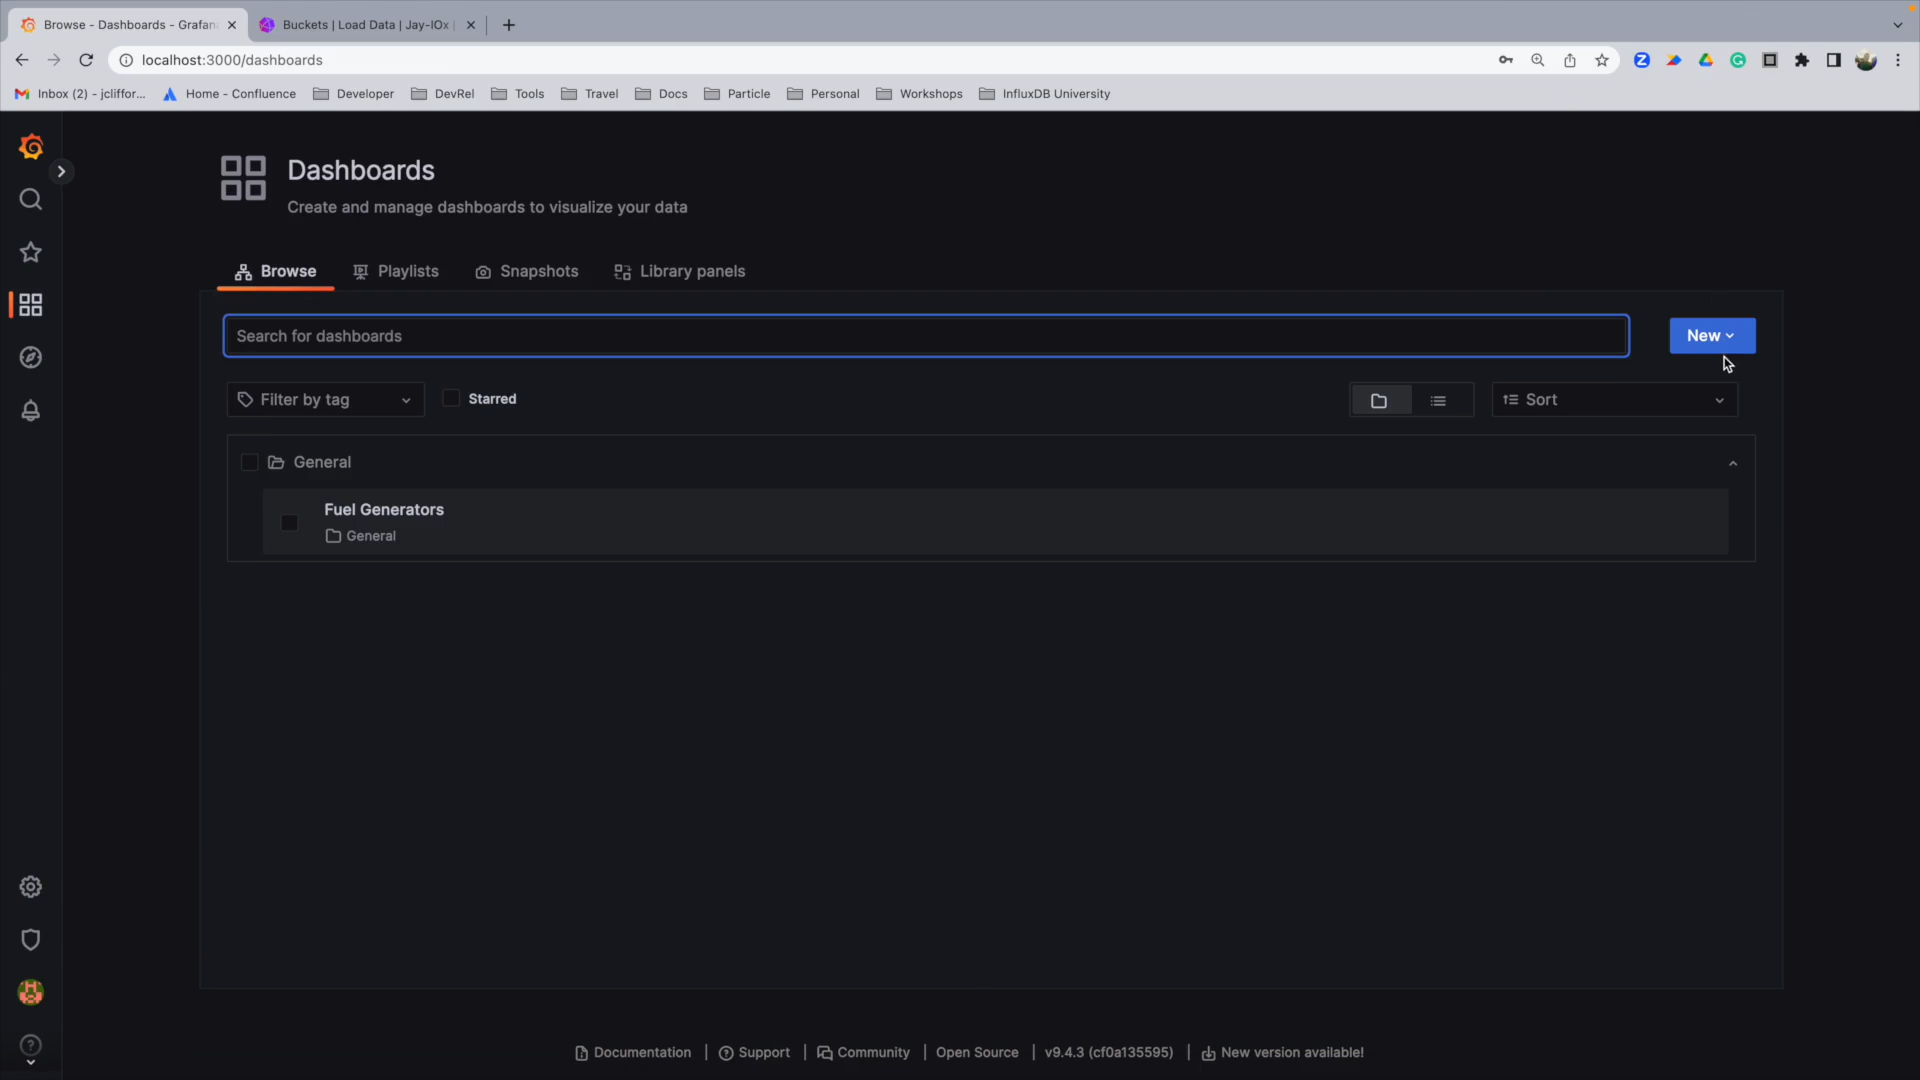 Browse - Dashboards - Grafan
Buckets | Load Data | Jay-IOx |
localhost:3000/dashboards
Inbox (2) - jcliffor...
Home - Confluence
Developer
DevRel
Tools
Travel
Docs
Particle
Personal
Workshops
InfluxDB University
Dashboards
Create and manage dashboards to visualize your data
Browse
Playlists
Snapshots
Library panels
Search for dashboards
New
Filter by tag
Starred
Sort
General
Fuel Generators
General
Documentation | Support | Community | Open Source | v9.4.3 (cf0a135595) | New version available!